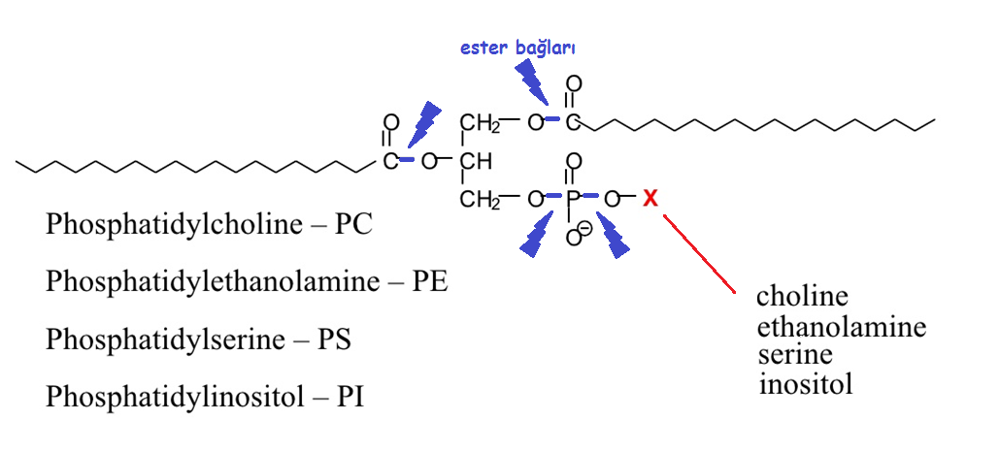 ester bağları
O
O
CH2 O C
C O CH
O
CH2 O P O X
O⊖
Phosphatidylcholine – PC
Phosphatidylethanolamine – PE
Phosphatidylserine – PS
Phosphatidylinositol – PI
choline
ethanolamine
serine
inositol